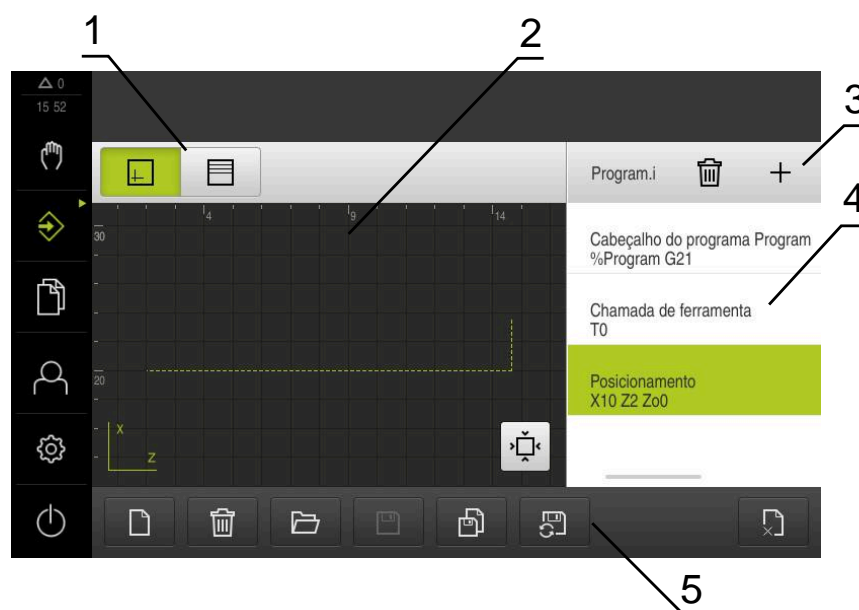 1
2
3
4
5
0
15 52
4
9
14
30
20
X
Z
Program.i
Cabeçalho do programa Program
%Program G21
Chamada de ferramenta
T0
Posicionamento
X10 Z2 Zo0